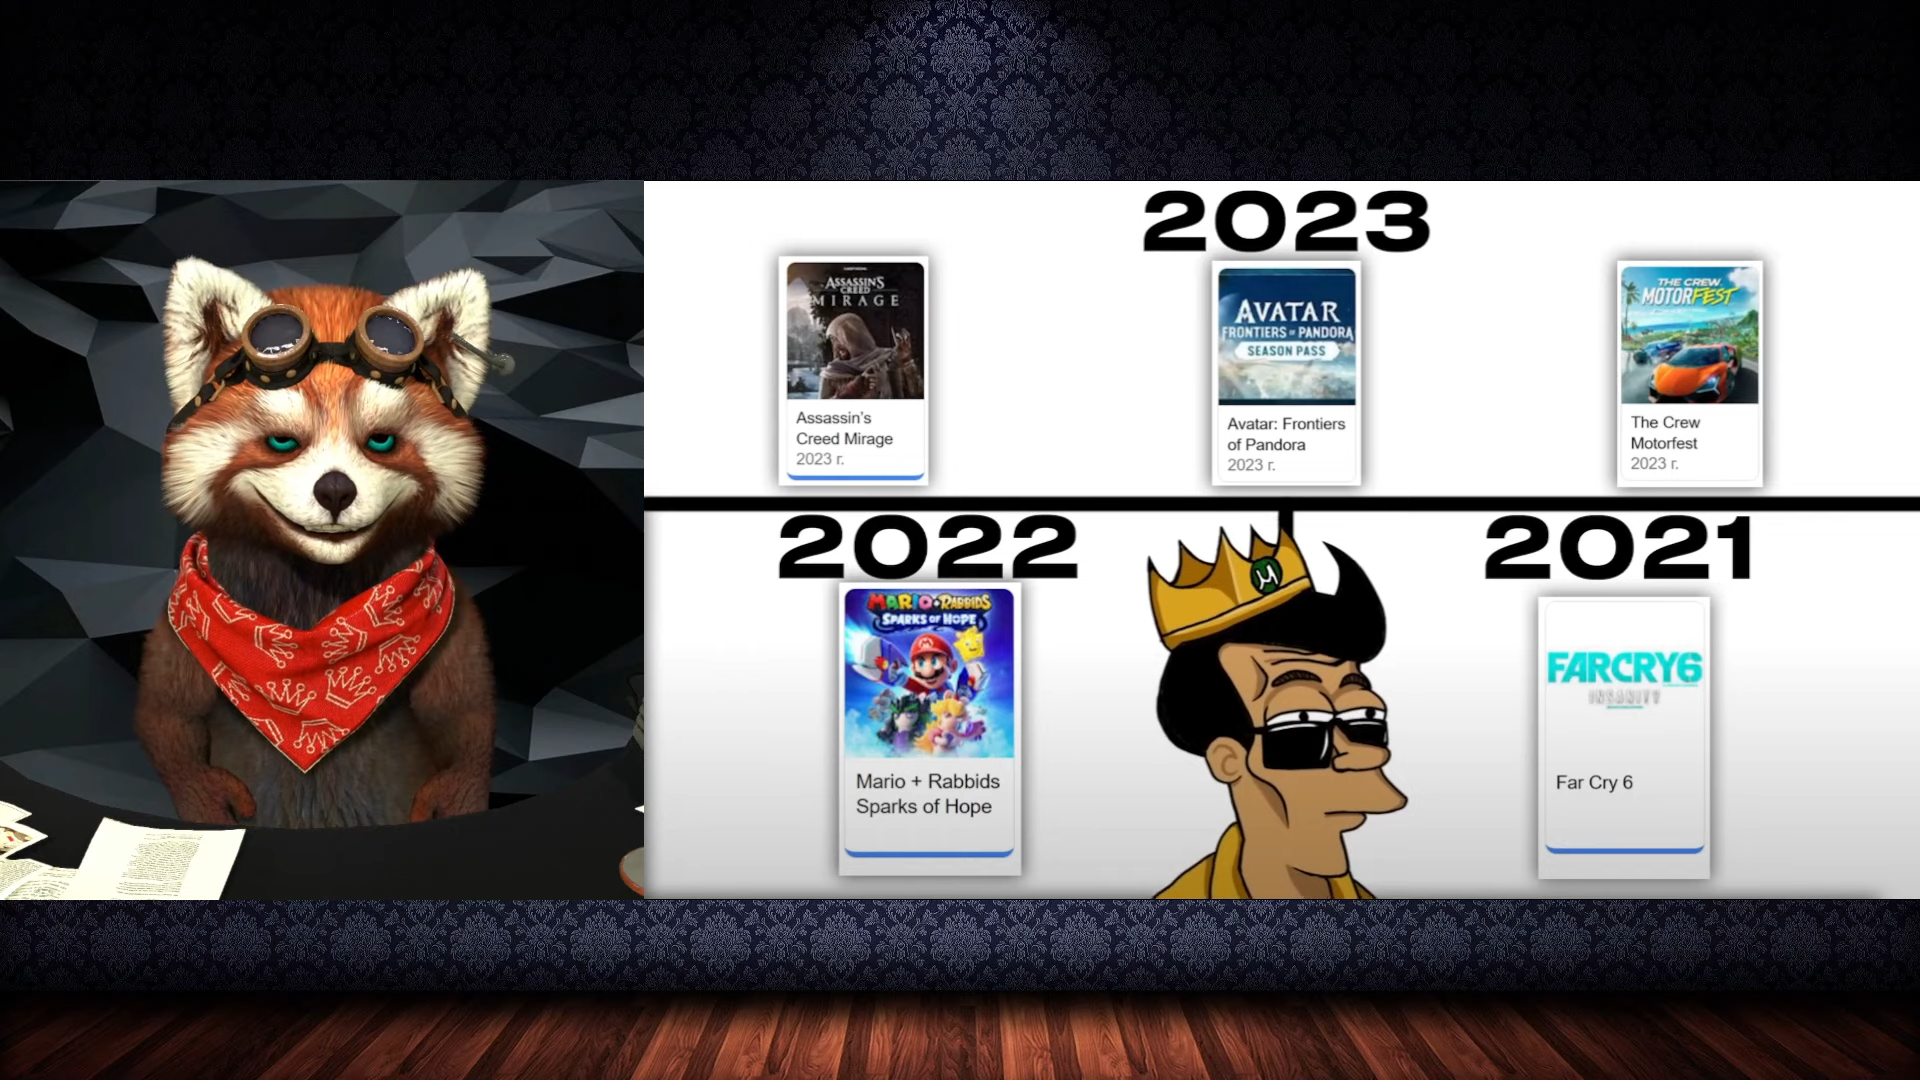 2023
ASSASSIN'S
CREED
MIRAGE
Assassin's
Creed Mirage
2023 г.
AVATAR
FRONTIERS OF PANDORA
SEASON PASS
Avatar: Frontiers
of Pandora
2023 г.
THE CREW
MOTORFEST
The Crew
Motorfest
2023 г.
2022
MARIO + RABBIDS
SPARKS OF HOPE
Mario + Rabbids
Sparks of Hope
M
2021
FARCRY6
INSANITY
Far Cry 6